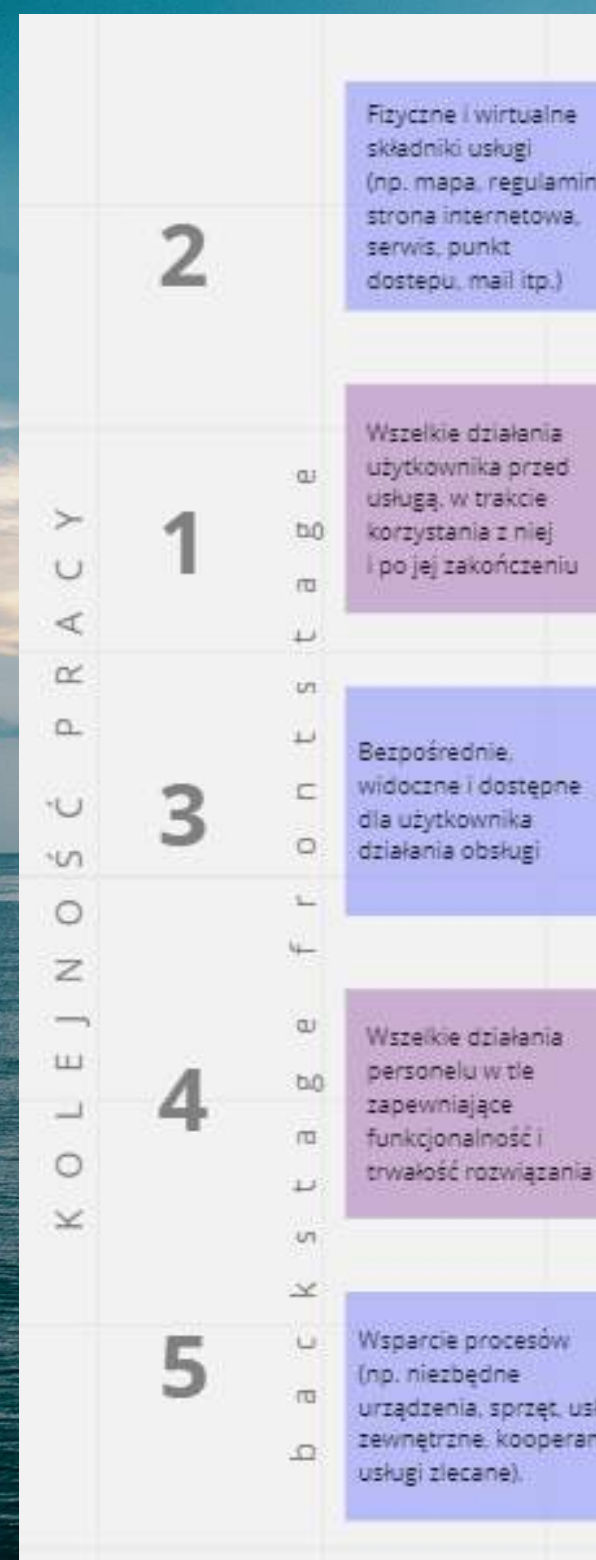 KOLEJNOŚĆ PRACY
backstage frontstage
2
Fizyczne i wirtualne
składniki usługi
(np. mapa, regulamin
strona internetowa,
serwis, punkt
dostepu, mail itp.)
1
Wszelkie działania
użytkownika przed
usługą, w trakcie
korzystania z niej
i po jej zakończeniu
3
Bezpośrednie,
widoczne i dostępne
dla użytkownika
działania obsługi
4
Wszelkie działania
personelu w tle
zapewniające
funkcjonalność i
trwałość rozwiązania
5
Wsparcie procesów
(np. niezbędne
urządzenia, sprzęt,
zewnętrzne,
usługi zlecane).